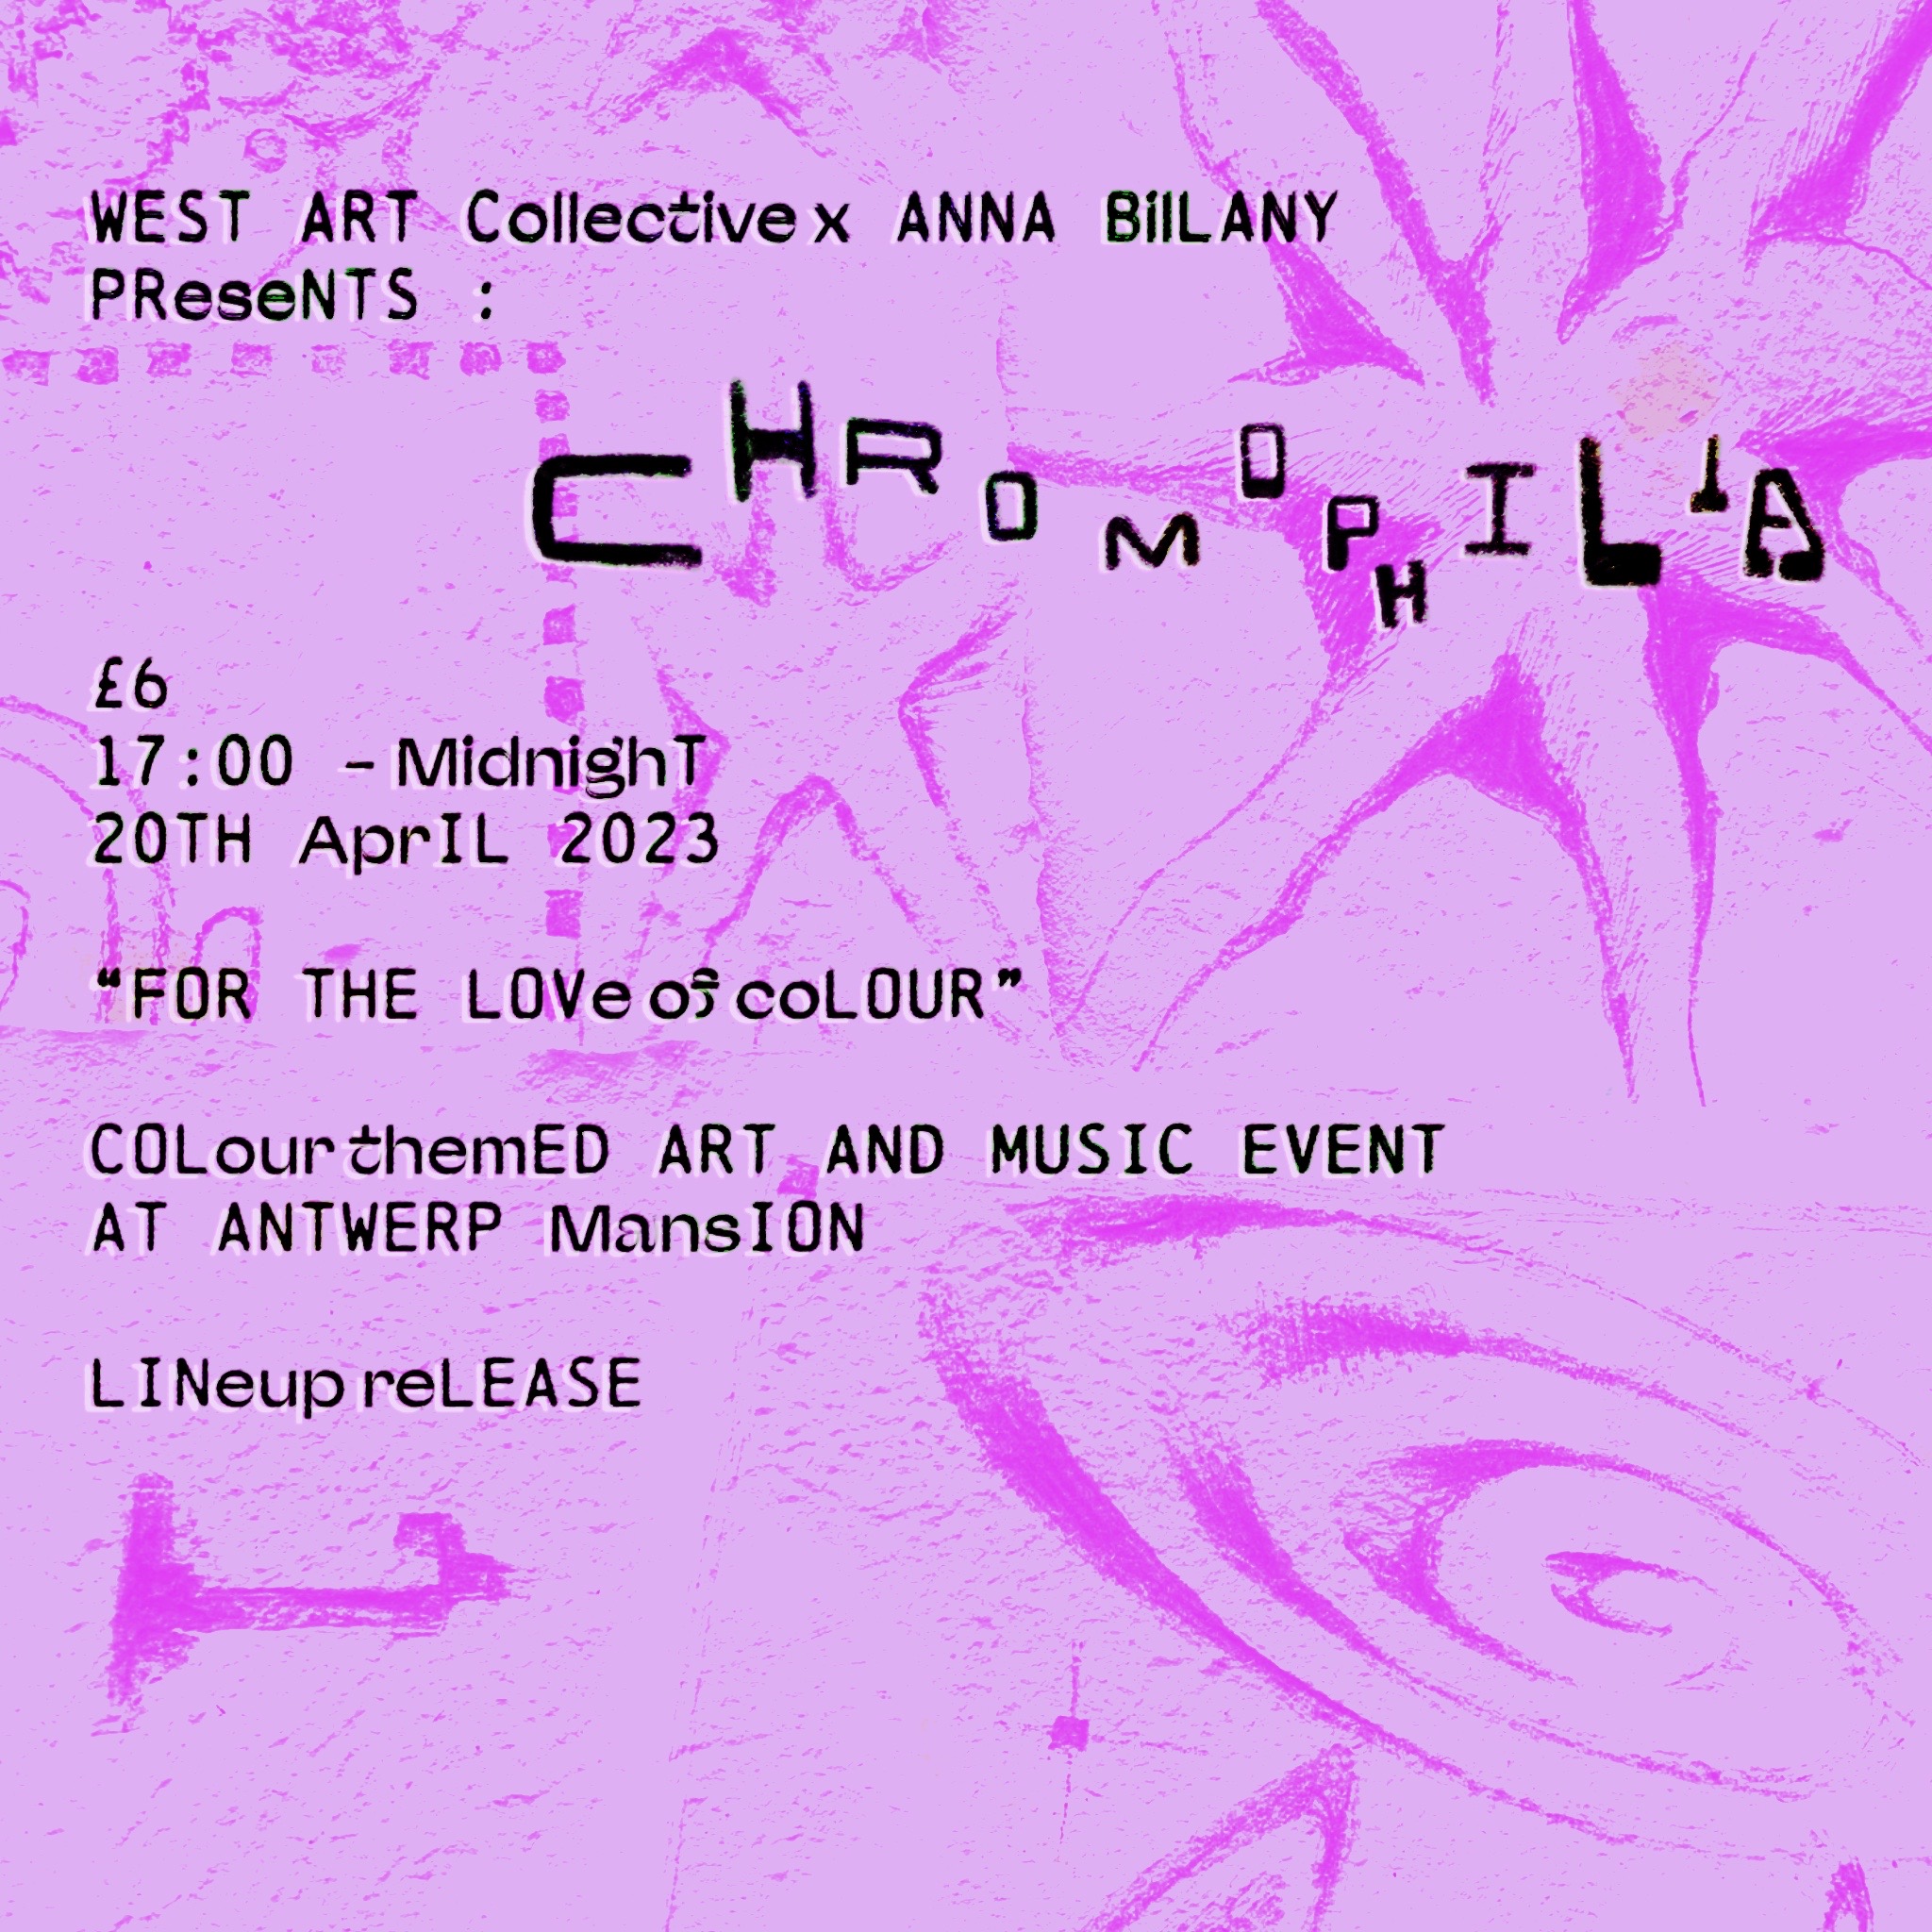 WEST ART Collective x ANNA BillLANY
PReseNTS :
CHROMOPHILIA
£6
17:00 - MidnighT
20TH AprIL 2023
“FOR THE LOVe of coLOUR”
COLour themED ART AND MUSIC EVENT
AT ANTWERP MansION
LINeup reLEASE